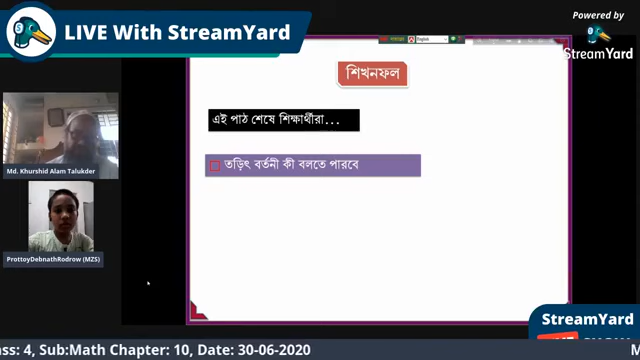 LIVE With StreamYard
Powered by
StreamYard
English
শিখনফল
এই পাঠ শেষে শিক্ষার্থীরা...
তড়িৎ বর্তনী কী বলতে পারবে
Md. Khurshid Alam Talukder
ProttoyDebnathRodrow (MZS)
StreamYard
ass: 4, Sub:Math Chapter: 10, Date: 30-06-2020
M